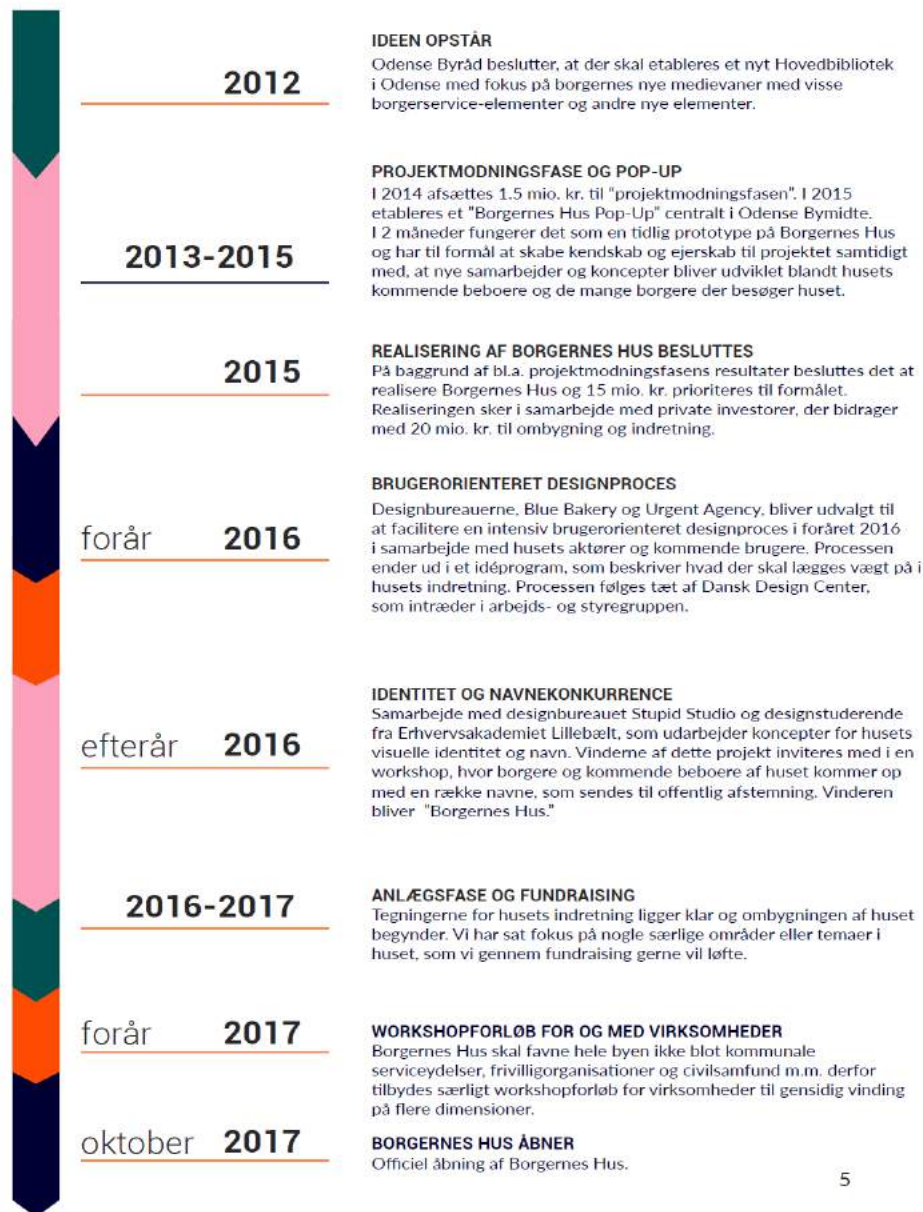 2012
IDEEN OPSTÅR
Odense Byråd beslutter, at der skal etableres et nyt Hovedbibliotek
i Odense med fokus på borgernes nye medievaner med visse
borgerservice-elementer og andre nye elementer.
2013-2015
PROJEKTMODNINGSFASE OG POP-UP
I 2014 afsættes 1.5 mio. kr. til "projektmodningsfasen". I 2015
etableres et "Borgernes Hus Pop-Up" centralt i Odense Bymidte.
I 2 måneder fungerer det som en tidlig prototype på Borgernes Hus
og har til formål at skabe kendskab og ejerskab til projektet samtidigt
med, at nye samarbejder og koncepter bliver udviklet blandt husets
kommende beboere og de mange borgere der besøger huset.
2015
REALISERING AF BORGERNES HUS BESLUTTES
På baggrund af bl.a. projektmodningsfasens resultater besluttes det at
realisere Borgernes Hus og 15 mio. kr. prioriteres til formålet.
Realiseringen sker i samarbejde med private investorer, der bidrager
med 20 mio. kr. til ombygning og indretning.
forår 2016
BRUGERORIENTERET DESIGNPROCES
Designbureauerne, Blue Bakery og Urgent Agency, bliver udvalgt til
at facilitere en intensiv brugerorienteret designproces i foråret 2016
i samarbejde med husets aktører og kommende brugere. Processen
ender ud i et idéprogram, som beskriver hvad der skal lægges vægt på i
husets indretning. Processen følges tæt af Dansk Design Center,
som intræder i arbejds- og styregruppen.
efterår 2016
IDENTITET OG NAVNEKONKURRENCE
Samarbejde med designbureauet Stupid Studio og designstuderende
fra Erhvervsakademiet Lillebælt, som udarbejder koncepter for husets
visuelle identitet og navn. Vinderne af dette projekt inviteres med i en
workshop, hvor borgere og kommende beboere af huset kommer op
med en række navne, som sendes til offentlig afstemning. Vinderen
bliver "Borgernes Hus."
2016-2017
ANLÆGSFASE OG FUNDRAISING
Tegningerne for husets indretning ligger klar og ombygningen af huset
begynder. Vi har sat fokus på nogle særlige områder eller temaer i
huset, som vi gennem fundraising gerne vil løfte.
forår 2017
WORKSHOPFORLØB FOR OG MED VIRKSOMHEDER
Borgernes Hus skal favne hele byen ikke blot kommunale
serviceydelser, frivilligorganisationer og civilsamfund m.m. derfor
tilbydes særligt workshopforløb for virksomheder til gensidig vinding
på flere dimensioner.
oktober 2017
BORGERNES HUS ÅBNER
Officiel åbning af Borgernes Hus.
5